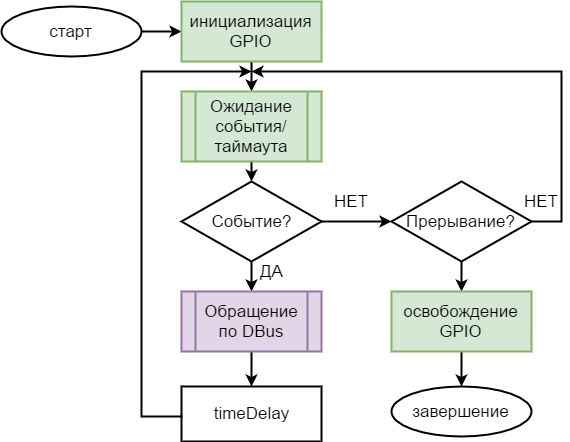 старт
инициализация
GPIO
Ожидание
события/
таймаута
Событие?
НЕТ
Прерывание?
НЕТ
ДА
Обращение
по DBus
освобождение
GPIO
timeDelay
завершение